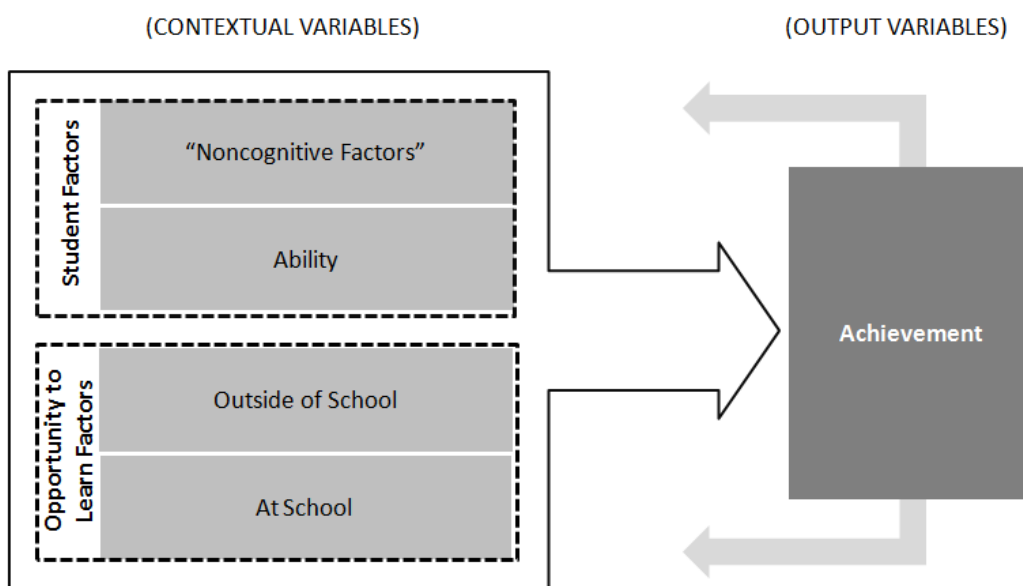 (CONTEXTUAL VARIABLES)
(OUTPUT VARIABLES)
Student Factors
“Noncognitive Factors”
Ability
Opportunity to
Learn Factors
Outside of School
At School
Achievement